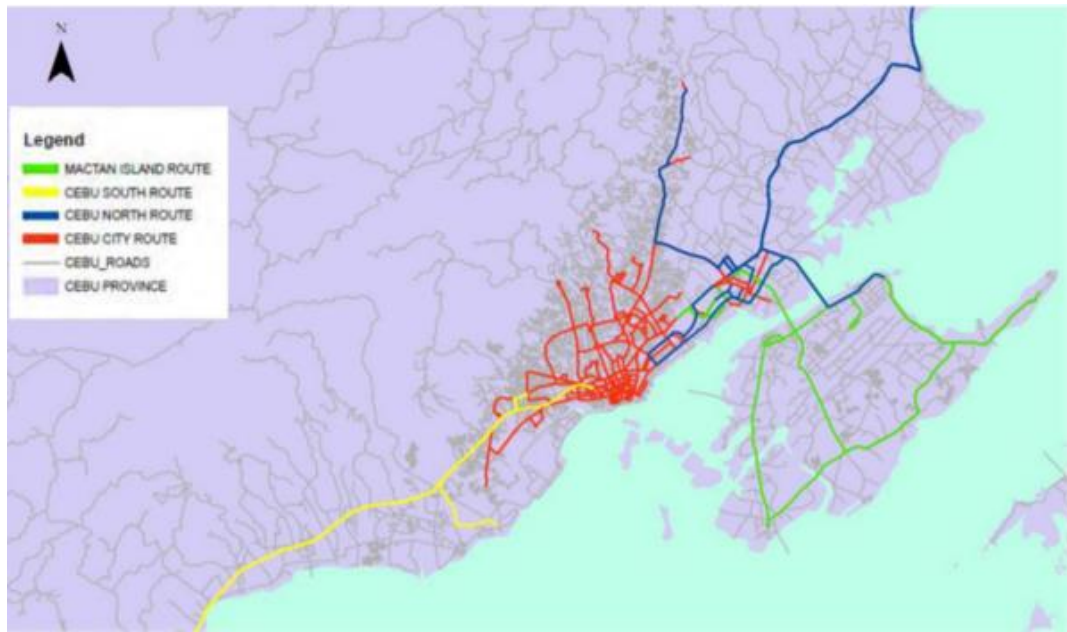 N
Legend
MACTAN ISLAND ROUTE
CEBU SOUTH ROUTE
CEBU NORTH ROUTE
CEBU CITY ROUTE
CEBU_ROADS
CEBU PROVINCE